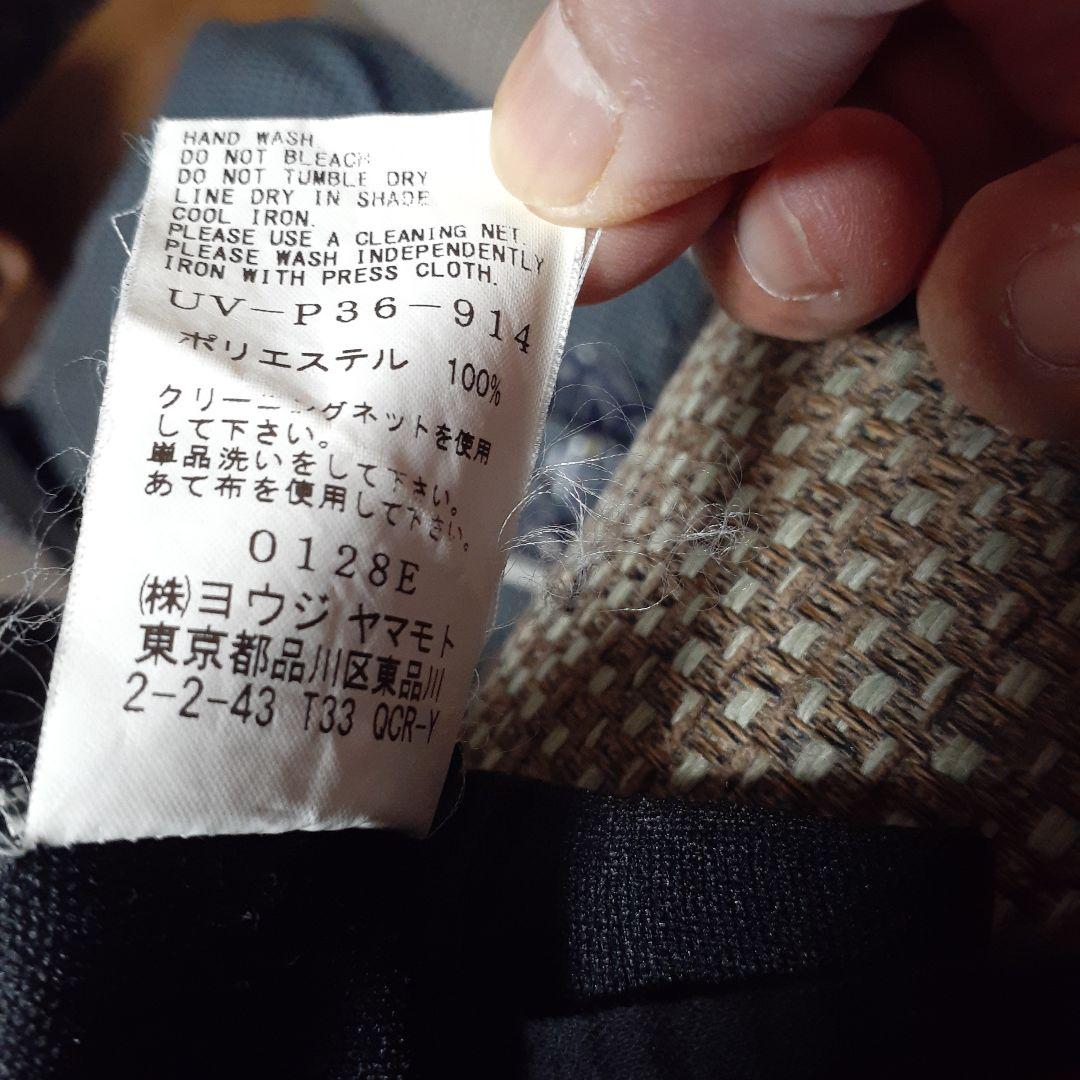 HAND WASH.
DO NOT BLEACH
DO NOT TUMBLE DRY
LINE DRY IN SHADE.
COOL IRON.
PLEASE USE A CLEANING NET.
PLEASE WASH INDEPENDENTLY
IRON WITH PRESS CLOTH.
UV-P36-914
ポリエステル 100%
クリーニングネットを使用
して下さい。
単品洗いをして下さい。
あて布を使用して下さい。
0128E
(株)ヨウジ ヤマモト
東京都品川区東品川
2-2-43 T33 QCR-Y